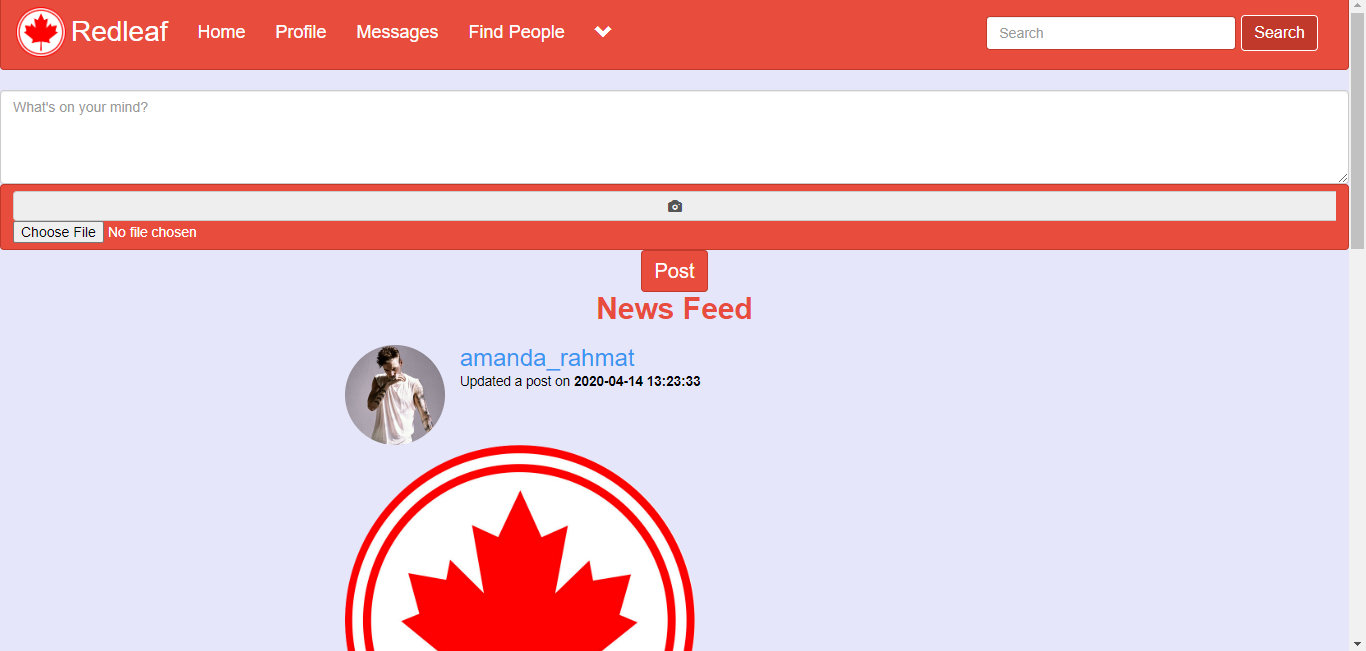 Redleaf Home Profile Messages Find People Search Search
What's on your mind?
Choose File No file chosen
Post
News Feed
amanda_rahmat
Updated a post on 2020-04-14 13:23:33